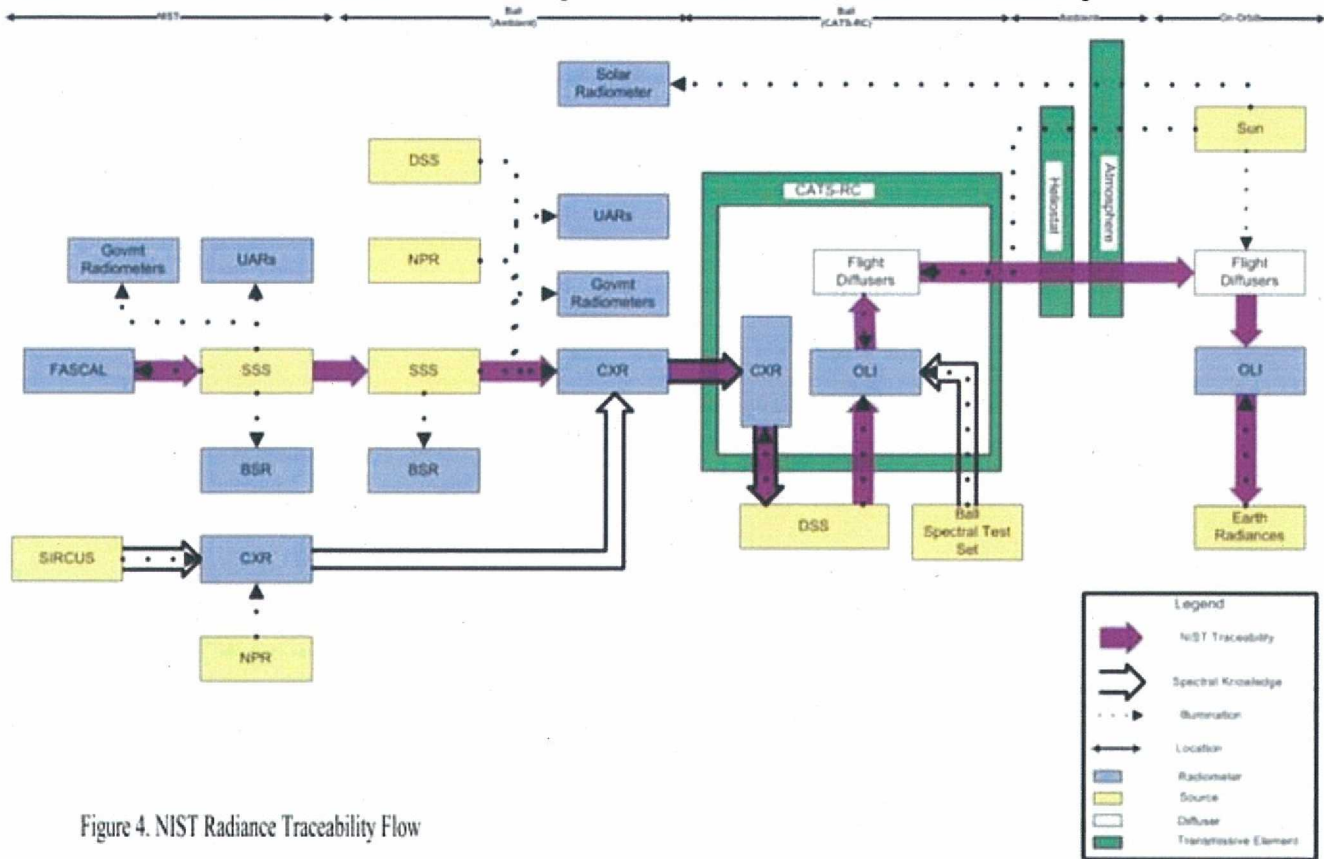 NIST
Ball
(Ambient)
Ball
(CATS-RC)
Ambient
On-Orbit
Solar
Radiometer
Sun
DSS
CATS-RC
Heliostat
Atmosphere
UARs
Govmt
Radiometers
UARs
NPR
Govmt
Radiometers
Flight
Diffusers
Flight
Diffusers
FASCAL
SSS
SSS
CXR
CXR
OLI
OLI
BSR
BSR
DSS
Ball
Spectral Test
Set
Earth
Radiances
SIRCUS
CXR
NPR
Legend
NIST Traceability
Spectral Knowledge
Illumination
Location
Radiometer
Source
Diffuser
Transmissive Element
Figure 4. NIST Radiance Traceability Flow